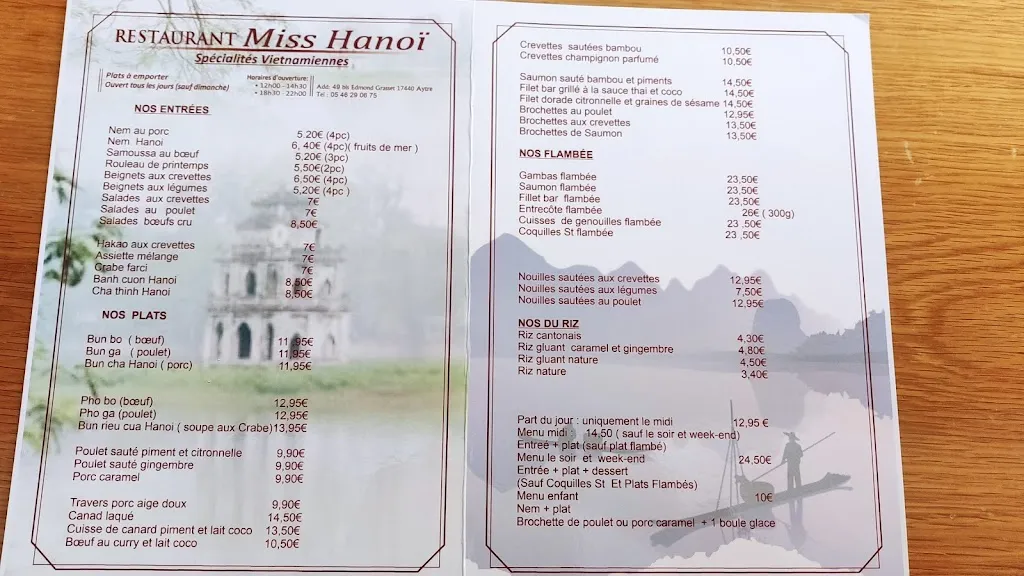 RESTAURANT Miss Hanoï
Spécialités Vietnamiennes
Plats à emporter
Ouvert tous les jours (sauf dimanche)
Horaires d'ouverture:
• 12h00 - 14h30
• 18h30 - 22h00
Add: 49 bis Edmond Grasset 17440 Aytre
Tel : 05 46 29 06 75
NOS ENTRÉES
Nem au porc 5.20€ (4pc)
Nem Hanoi 6, 40€ (4pc)( fruits de mer )
Samoussa au bœuf 5,20€ (3pc)
Rouleau de printemps 5,50€(2pc)
Beignets aux crevettes 6,50€ (4pc)
Beignets aux légumes 5,20€ (4pc )
Salades aux crevettes 7€
Salades au poulet 7€
Salades bœufs cru 8,50€
Hakao aux crevettes 7€
Assiette mélange 7€
Crabe farci 7€
Banh cuon Hanoi 8,50€
Cha thinh Hanoi 8,50€
NOS PLATS
Bun bo ( bœuf) 11,95€
Bun ga ( poulet) 11,95€
Bun cha Hanoi ( porc) 11,95€
Pho bo (bœuf) 12,95€
Pho ga (poulet) 12,95€
Bun rieu cua Hanoi ( soupe aux Crabe)13,95€
Poulet sauté piment et citronnelle 9,90€
Poulet sauté gingembre 9,90€
Porc caramel 9,90€
Travers porc aige doux 9,90€
Canad laqué 14,50€
Cuisse de canard piment et lait coco 13,50€
Bœuf au curry et lait coco 10,50€
Crevettes sautées bambou 10,50€
Crevettes champignon parfumé 10,50€
Saumon sauté bambou et piments 14,50€
Filet bar grillé à la sauce thai et coco 14,50€
Filet dorade citronnelle et graines de sésame 14,50€
Brochettes au poulet 12,95€
Brochettes aux crevettes 13,50€
Brochettes de Saumon 13,50€
NOS FLAMBÉE
Gambas flambée 23,50€
Saumon flambée 23,50€
Fillet bar flambée 23,50€
Entrecôte flambée 26€ ( 300g)
Cuisses de genouilles flambée 23 ,50€
Coquilles St flambée 23 ,50€
Nouilles sautées aux crevettes 12,95€
Nouilles sautées aux légumes 7,50€
Nouilles sautées au poulet 12,95€
NOS DU RIZ
Riz cantonais 4,30€
Riz gluant caramel et gingembre 4,80€
Riz gluant nature 4,50€
Riz nature 3,40€
Part du jour : uniquement le midi 12,95 €
Menu midi : 14,50 ( sauf le soir et week-end)
Entreé + plat (sauf plat flambé)
Menu le soir et week-end 24,50€
Entrée + plat + dessert
(Sauf Coquilles St Et Plats Flambés)
Menu enfant 10€
Nem + plat
Brochette de poulet ou porc caramel + 1 boule glace